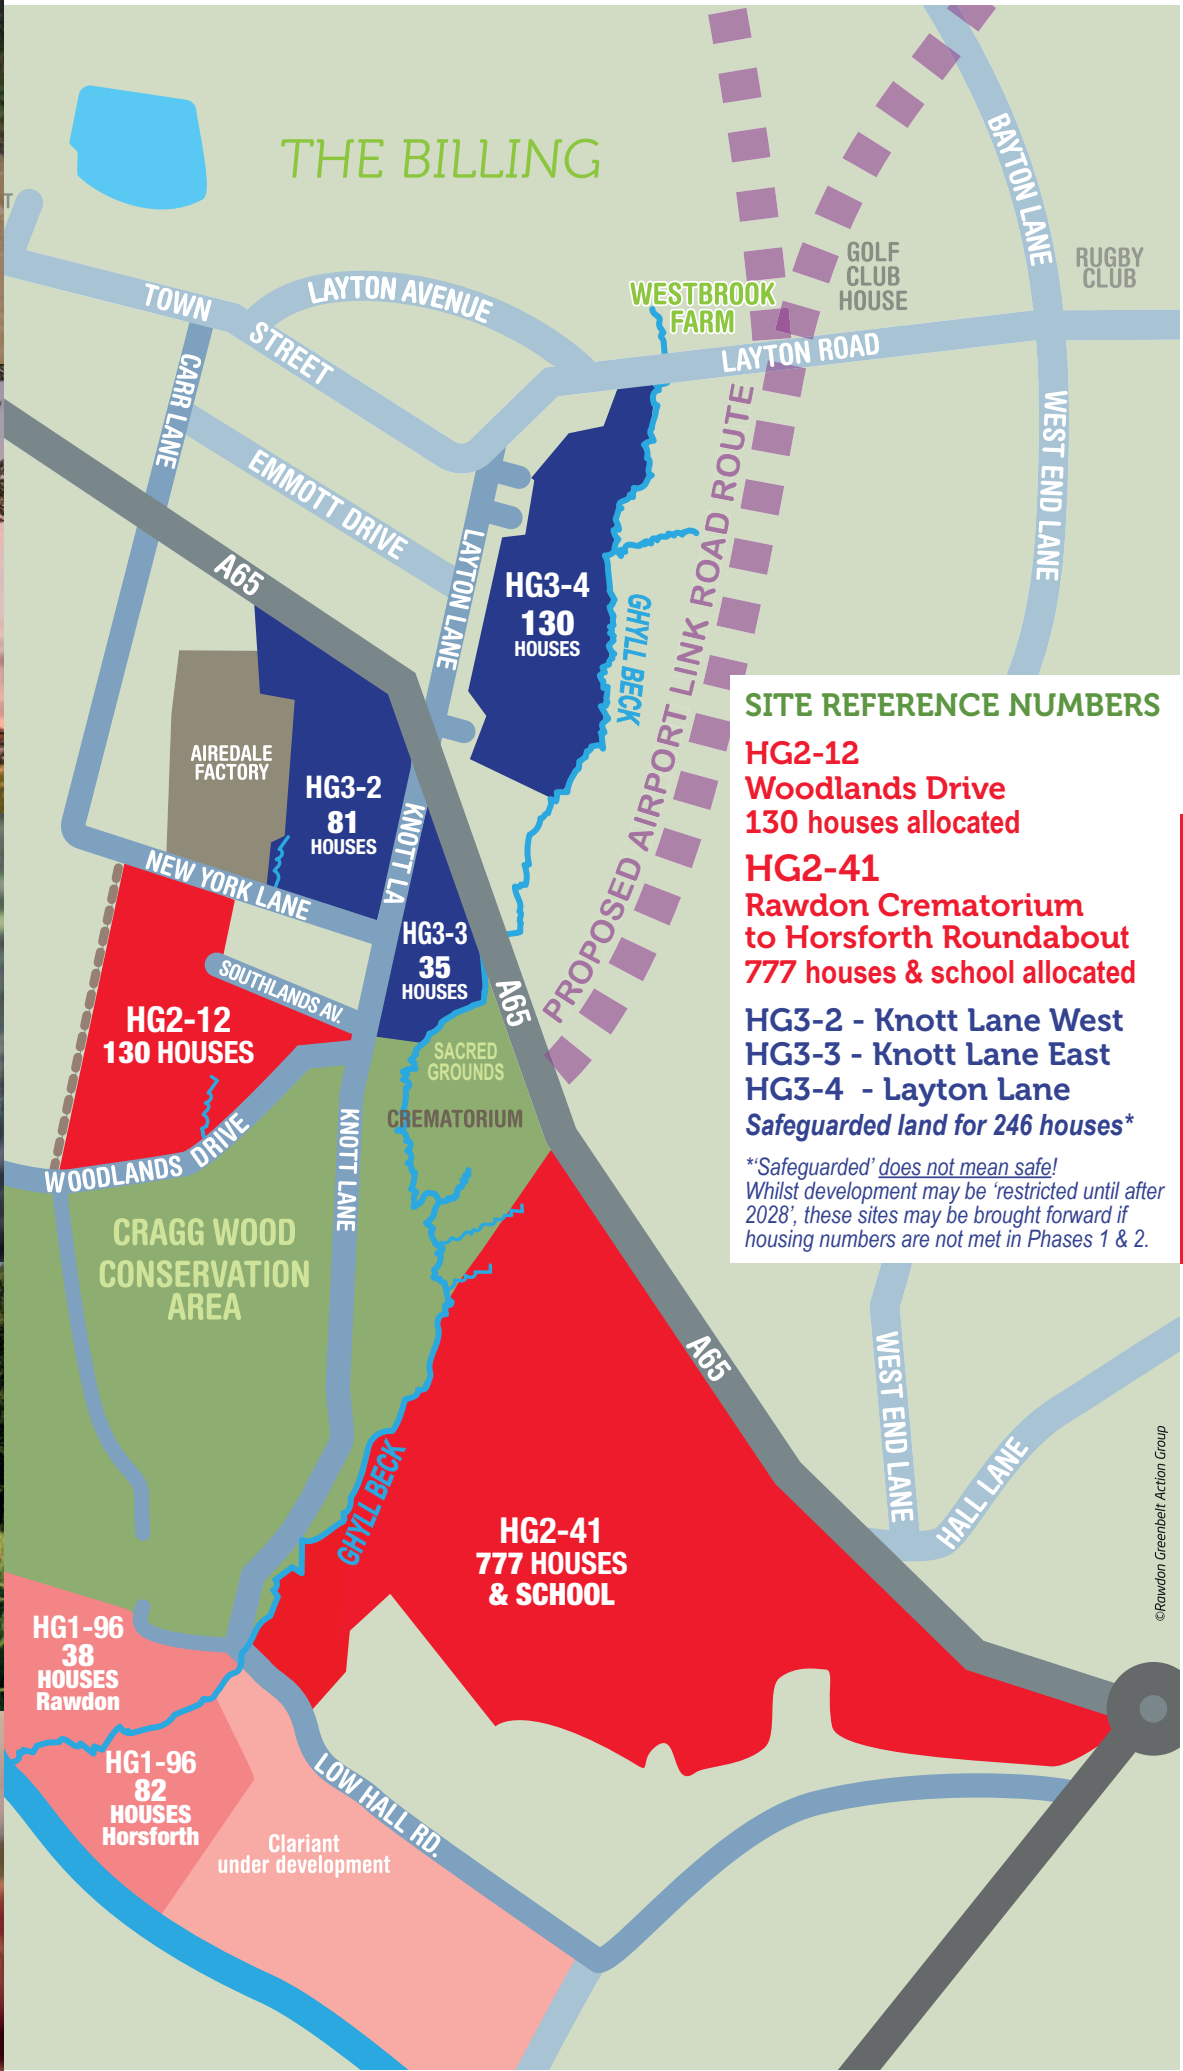 THE BILLING
T
BAYTON LANE
GOLF
CLUB
HOUSE
RUGBY
CLUB
WESTBROOK
FARM
TOWN
STREET
LAYTON AVENUE
LAYTON ROAD
CARR LANE
EMMOTT DRIVE
WEST END LANE
A65
LAYTON LANE
HG3-4
130
HOUSES
GHYLL BECK
PROPOSED AIRPORT LINK ROAD ROUTE
AIREDALE
FACTORY
HG3-2
81
HOUSES
KNOTT LA
NEW YORK LANE
HG3-3
35
HOUSES
SOUTHLANDS AV.
A65
HG2-12
130 HOUSES
SACRED
GROUNDS
CREMATORIUM
WOODLANDS DRIVE
KNOTT LANE
CRAGG WOOD
CONSERVATION
AREA
SITE REFERENCE NUMBERS
HG2-12
Woodlands Drive
130 houses allocated
HG2-41
Rawdon Crematorium
to Horsforth Roundabout
777 houses & school allocated
HG3-2 - Knott Lane West
HG3-3 - Knott Lane East
HG3-4 - Layton Lane
Safeguarded land for 246 houses*
*‘Safeguarded’ does not mean safe!
Whilst development may be ‘restricted until after
2028’, these sites may be brought forward if
housing numbers are not met in Phases 1 & 2.
A65
WEST END LANE
HALL LANE
GHYLL BECK
HG2-41
777 HOUSES
& SCHOOL
HG1-96
38
HOUSES
Rawdon
HG1-96
82
HOUSES
Horsforth
LOW HALL RD.
Clariant
under development
©Rawdon Greenbelt Action Group